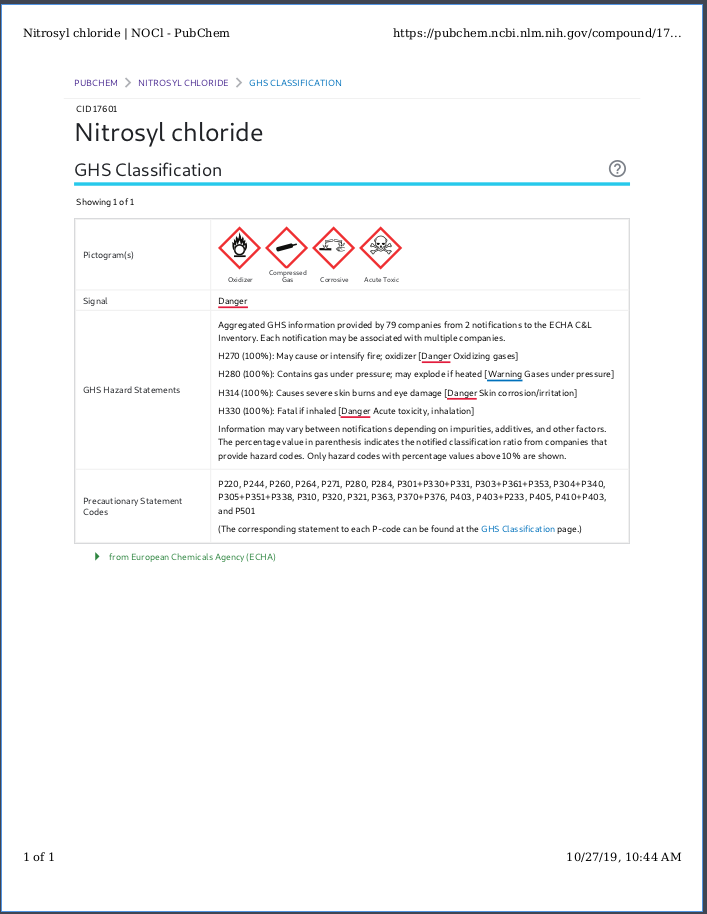 Nitrosyl chloride | NOCl - PubChem
https://pubchem.ncbi.nlm.nih.gov/compound/17...
PUBCHEM > NITROSYL CHLORIDE > GHS CLASSIFICATION
CID 17601
Nitrosyl chloride
GHS Classification
?
Showing 1 of 1
Pictogram(s)
Oxidizer
Compressed
Gas
Corrosive
Acute Toxic
Signal
Danger
GHS Hazard Statements
Aggregated GHS information provided by 79 companies from 2 notifications to the ECHA C&L
Inventory. Each notification may be associated with multiple companies.
H270 (100%): May cause or intensify fire; oxidizer [Danger Oxidizing gases]
H280 (100%): Contains gas under pressure; may explode if heated [Warning Gases under pressure]
H314 (100%): Causes severe skin burns and eye damage [Danger Skin corrosion/irritation]
H330 (100%): Fatal if inhaled [Danger Acute toxicity, inhalation]
Information may vary between notifications depending on impurities, additives, and other factors.
The percentage value in parenthesis indicates the notified classification ratio from companies that
provide hazard codes. Only hazard codes with percentage values above 10% are shown.
Precautionary Statement
Codes
P220, P244, P260, P264, P271, P280, P284, P301+P330+P331, P303+P361+P353, P304+P340,
P305+P351+P338, P310, P320, P321, P363, P370+P376, P403, P403+P233, P405, P410+P403,
and P501
(The corresponding statement to each P-code can be found at the GHS Classification page.)
from European Chemicals Agency (ECHA)
1 of 1
10/27/19, 10:44 AM